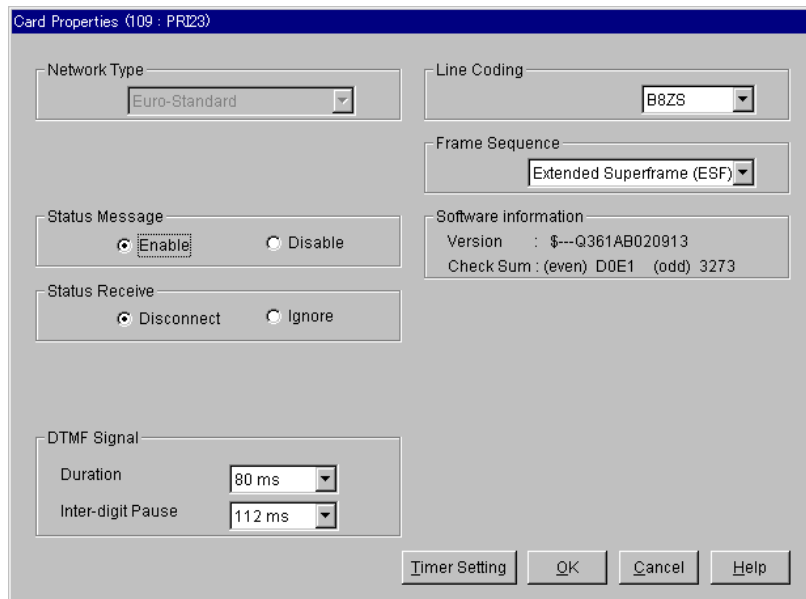 Card Properties (109 : PRI23)
Network Type
Euro-Standard
Line Coding
B8ZS
Frame Sequence
Extended Superframe (ESF)
Status Message
Enable
Disable
Software information
Version : $---Q361AB020913
Check Sum : (even) D0E1 (odd) 3273
Status Receive
Disconnect
Ignore
DTMF Signal
Duration
80 ms
Inter-digit Pause
112 ms
Timer Setting
OK
Cancel
Help